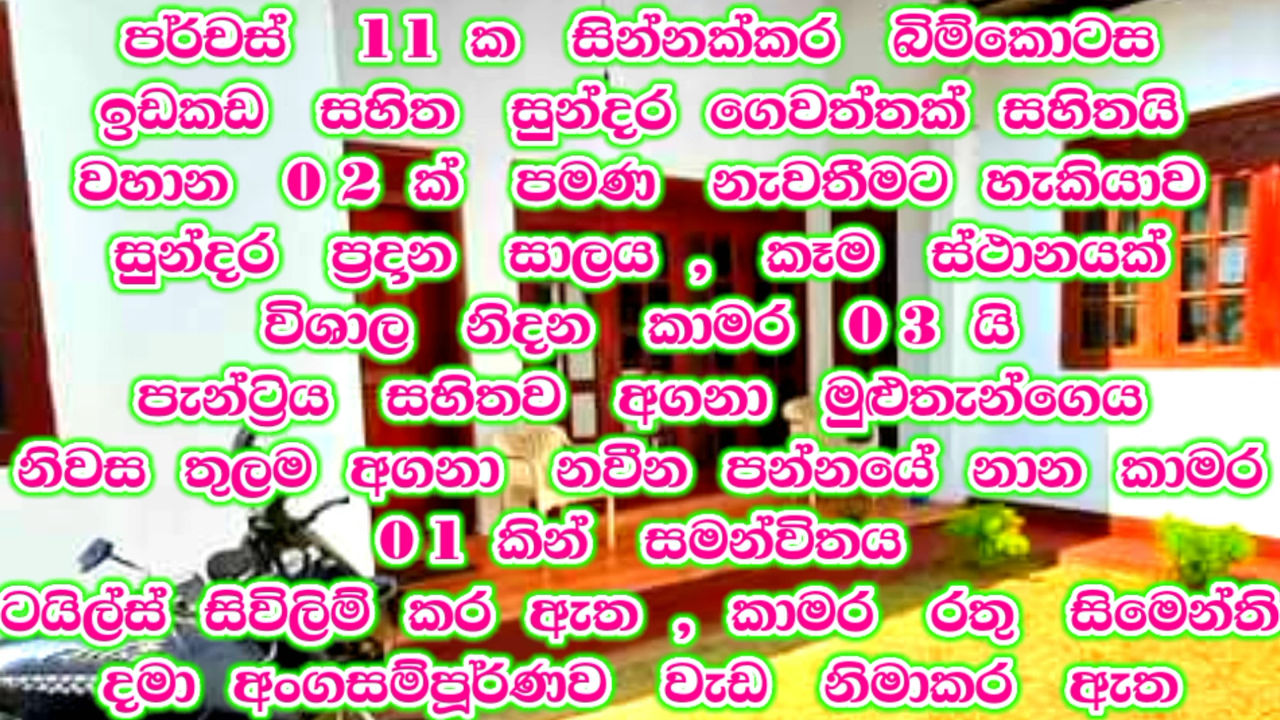 පර්චස් 11 ක සින්නක්කර බිම්කොටස
ඉඩකඩ සහිත සුන්දර ගෙවත්තක් සහිතයි
වහාන 02 ක් පමණ නැවතීමට හැකියාව
සුන්දර ප්‍රදාන සාලය , කෑම ස්ථානයක්
විශාල නිදන කාමර 03 යි
පැන්ට්‍රිය සහිතව අගනා මුළුතැන්ගෙය
නිවස තුලම අගනා නවීන පන්නයේ නාන කාමර
01 කින් සමන්විතය
ටයිල්ස් සිවිලිම් කර ඇත , කාමර රතු සිමෙන්ති
දමා අංගසම්පූර්ණව වැඩ නිමාකර ඇත